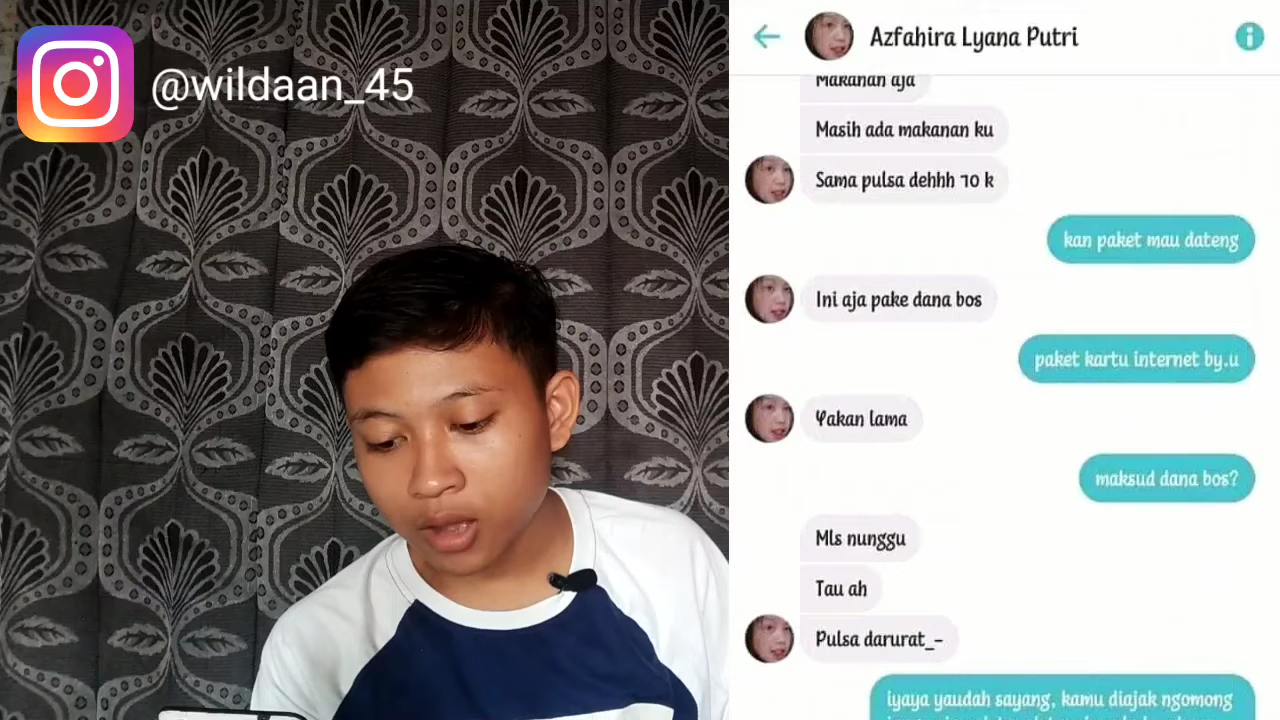 @wildaan_45
Azfahira Lyana Putri
Makanan aja
Masih ada makanan ku
Sama pulsa dehhh 10 k
kan paket mau dateng
Ini aja pake dana bos
paket kartu internet by.u
Yakan lama
maksud dana bos?
Mls nunggu
Tau ah
Pulsa darurat_-
iyaya yaudah sayang, kamu diajak ngomong